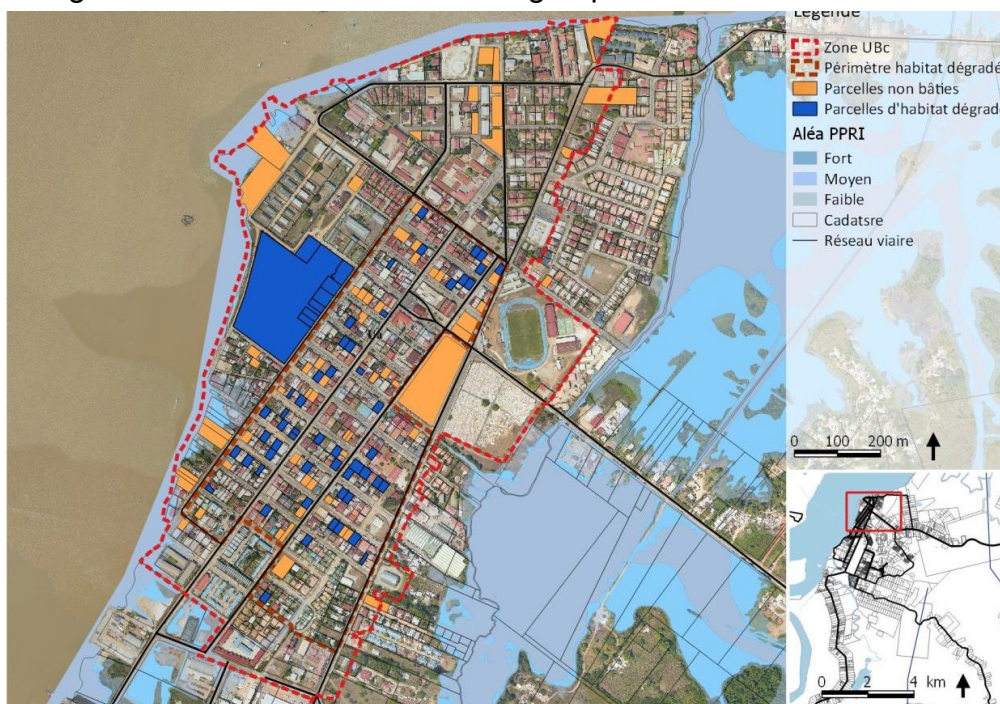 Légende
Zone UBc
Périmètre habitat dégradé
Parcelles non bâties
Parcelles d'habitat dégradé
Aléa PPRI
Fort
Moyen
Faible
Cadatsre
Réseau viaire
0 100 200 m
0 2 4 km